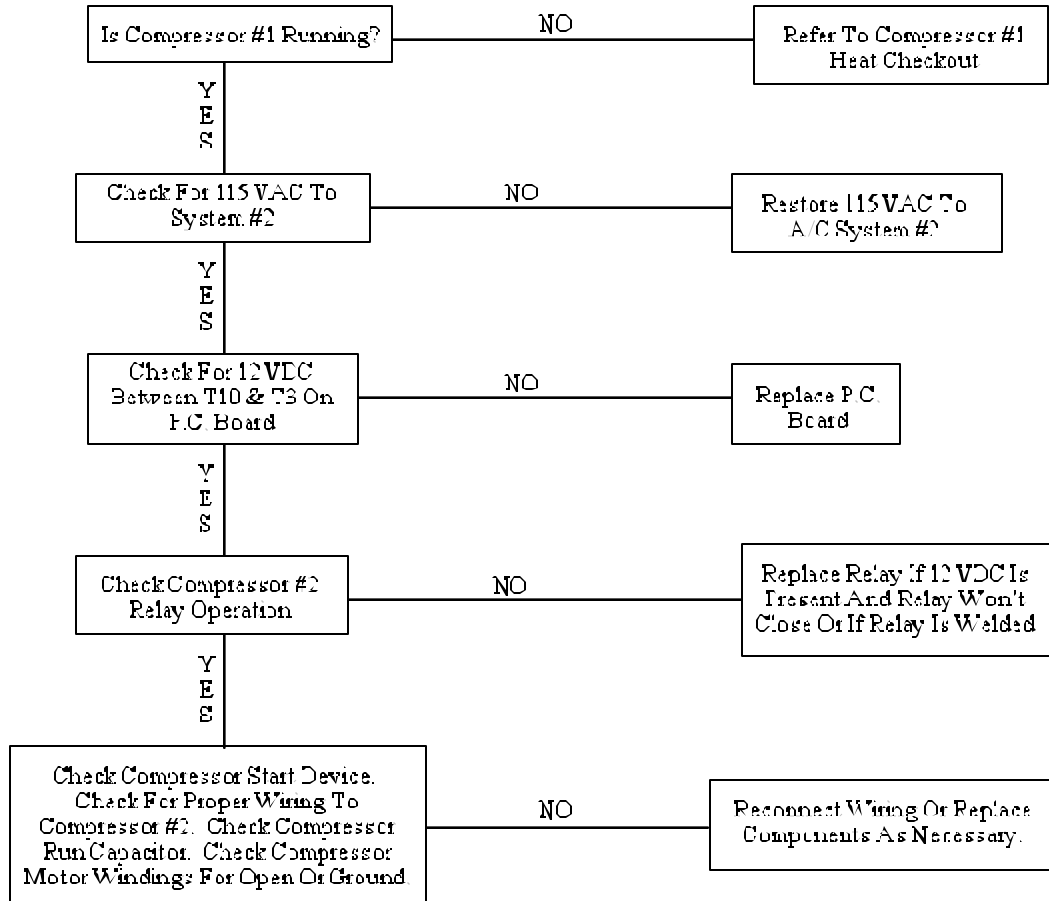 Is Compressor #1 Running?
NO
Refer To Compressor #1
Heat Checkout
YES
Check For 115 VAC To
System #2
NO
Restore 115 VAC To
A/C System #2
YES
Check For 12 VDC
Between T10 & T3 On
P.C. Board
NO
Replace P.C.
Board
YES
Check Compressor #2
Relay Operation
NO
Replace Relay If 12 VDC Is
Present And Relay Won't
Close Or If Relay Is Welded
YES
Check Compressor Start Device.
Check For Proper Wiring To
Compressor #2. Check Compressor
Run Capacitor. Check Compressor
Motor Windings For Open Or Ground.
NO
Reconnect Wiring Or Replace
Components As Necessary.